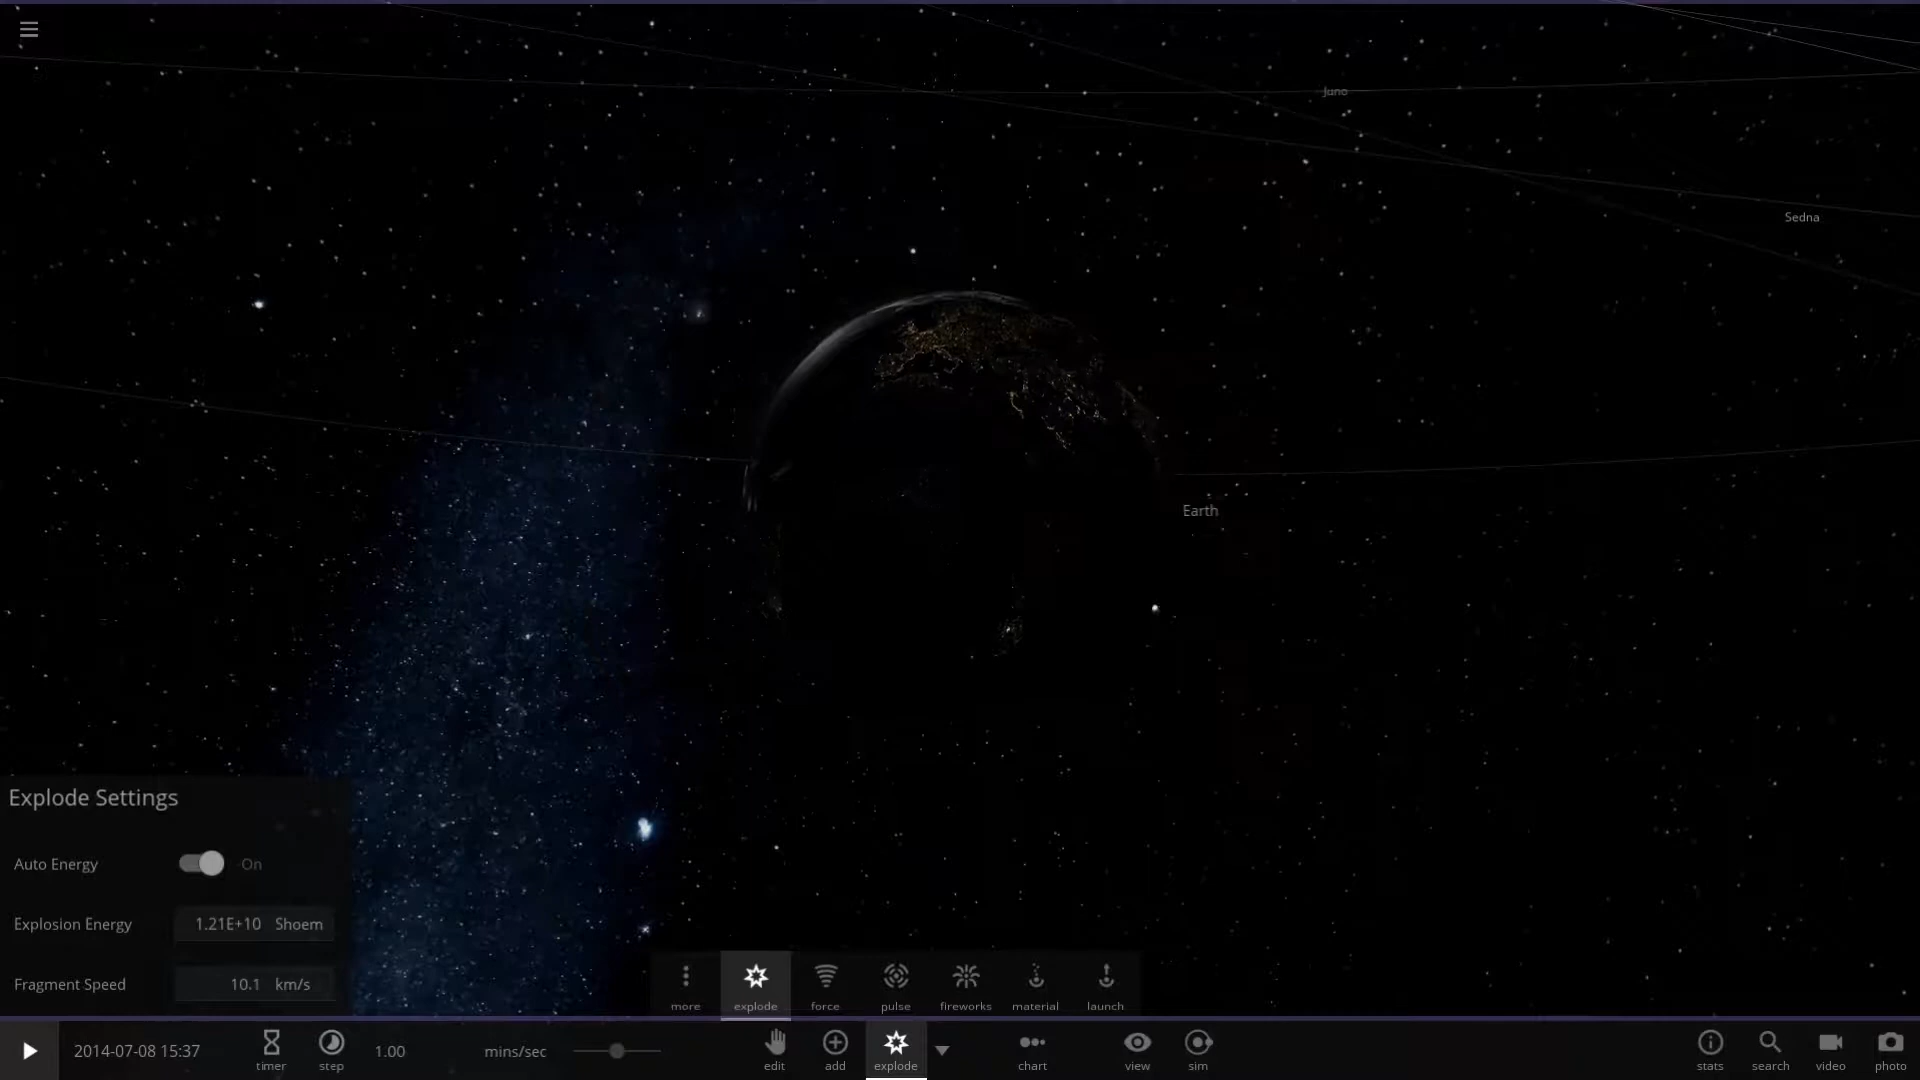 Juno
Sedna
Earth
Explode Settings
Auto Energy On
Explosion Energy 1.21E+10 Shoem
Fragment Speed 10.1 km/s
more explode force pulse fireworks material launch
2014-07-08 15:37 timer step 1.00 mins/sec edit add explode chart view sim stats search video photo